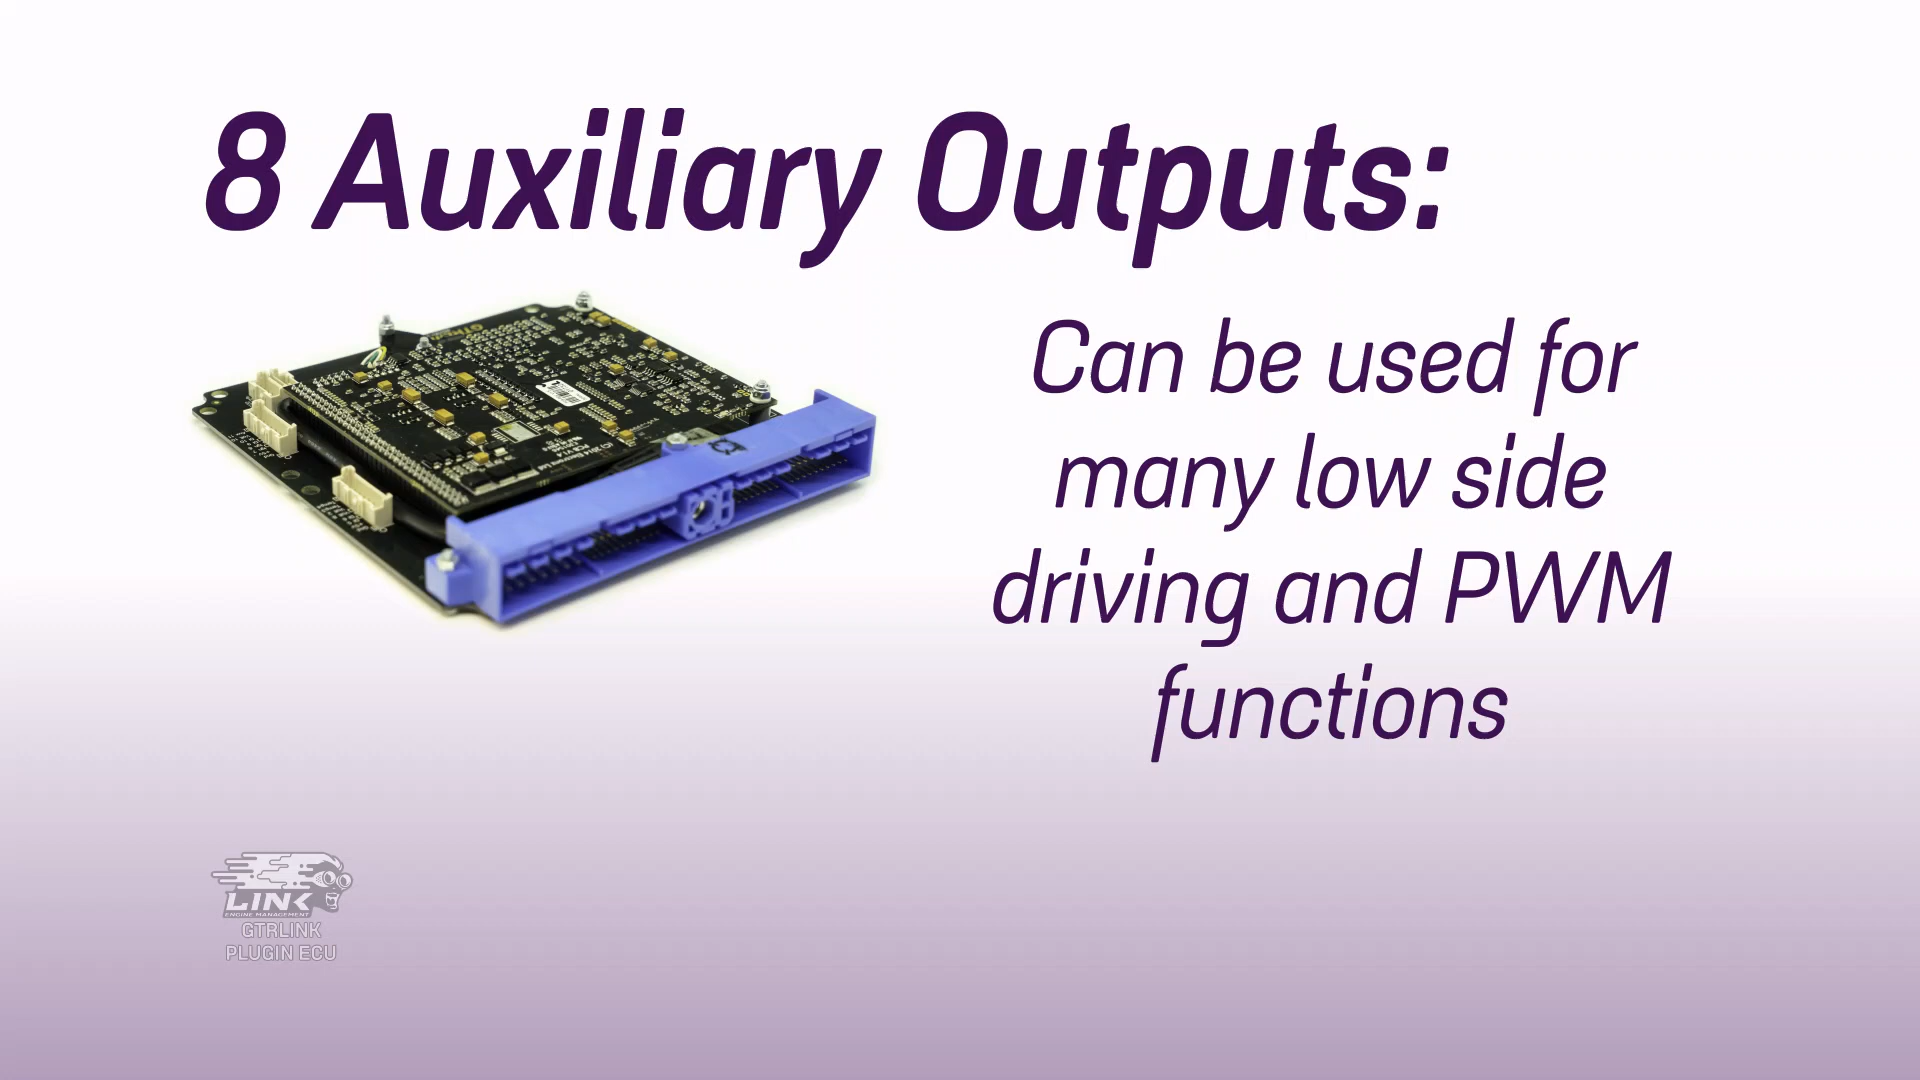 8 Auxiliary Outputs:
Can be used for
many low side
driving and PWM
functions
LINK
ENGINE MANAGEMENT
GTRLINK
PLUGIN ECU